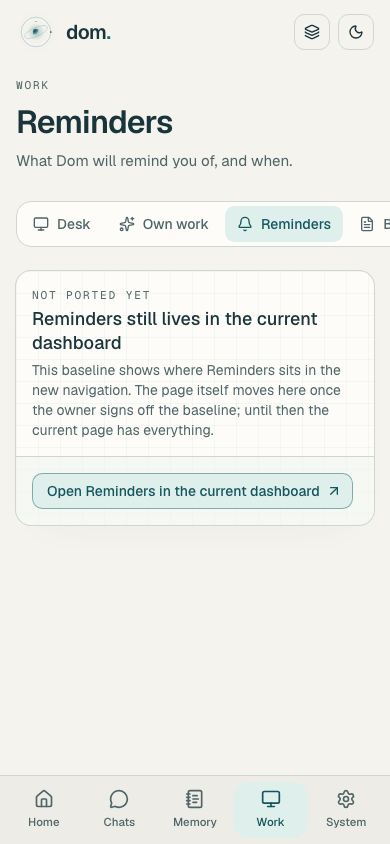 dom.
WORK
Reminders
What Dom will remind you of, and when.
Desk
Own work
Reminders
NOT PORTED YET
Reminders still lives in the current
dashboard
This baseline shows where Reminders sits in the
new navigation. The page itself moves here once
the owner signs off the baseline; until then the
current page has everything.
Open Reminders in the current dashboard
Home
Chats
Memory
Work
System